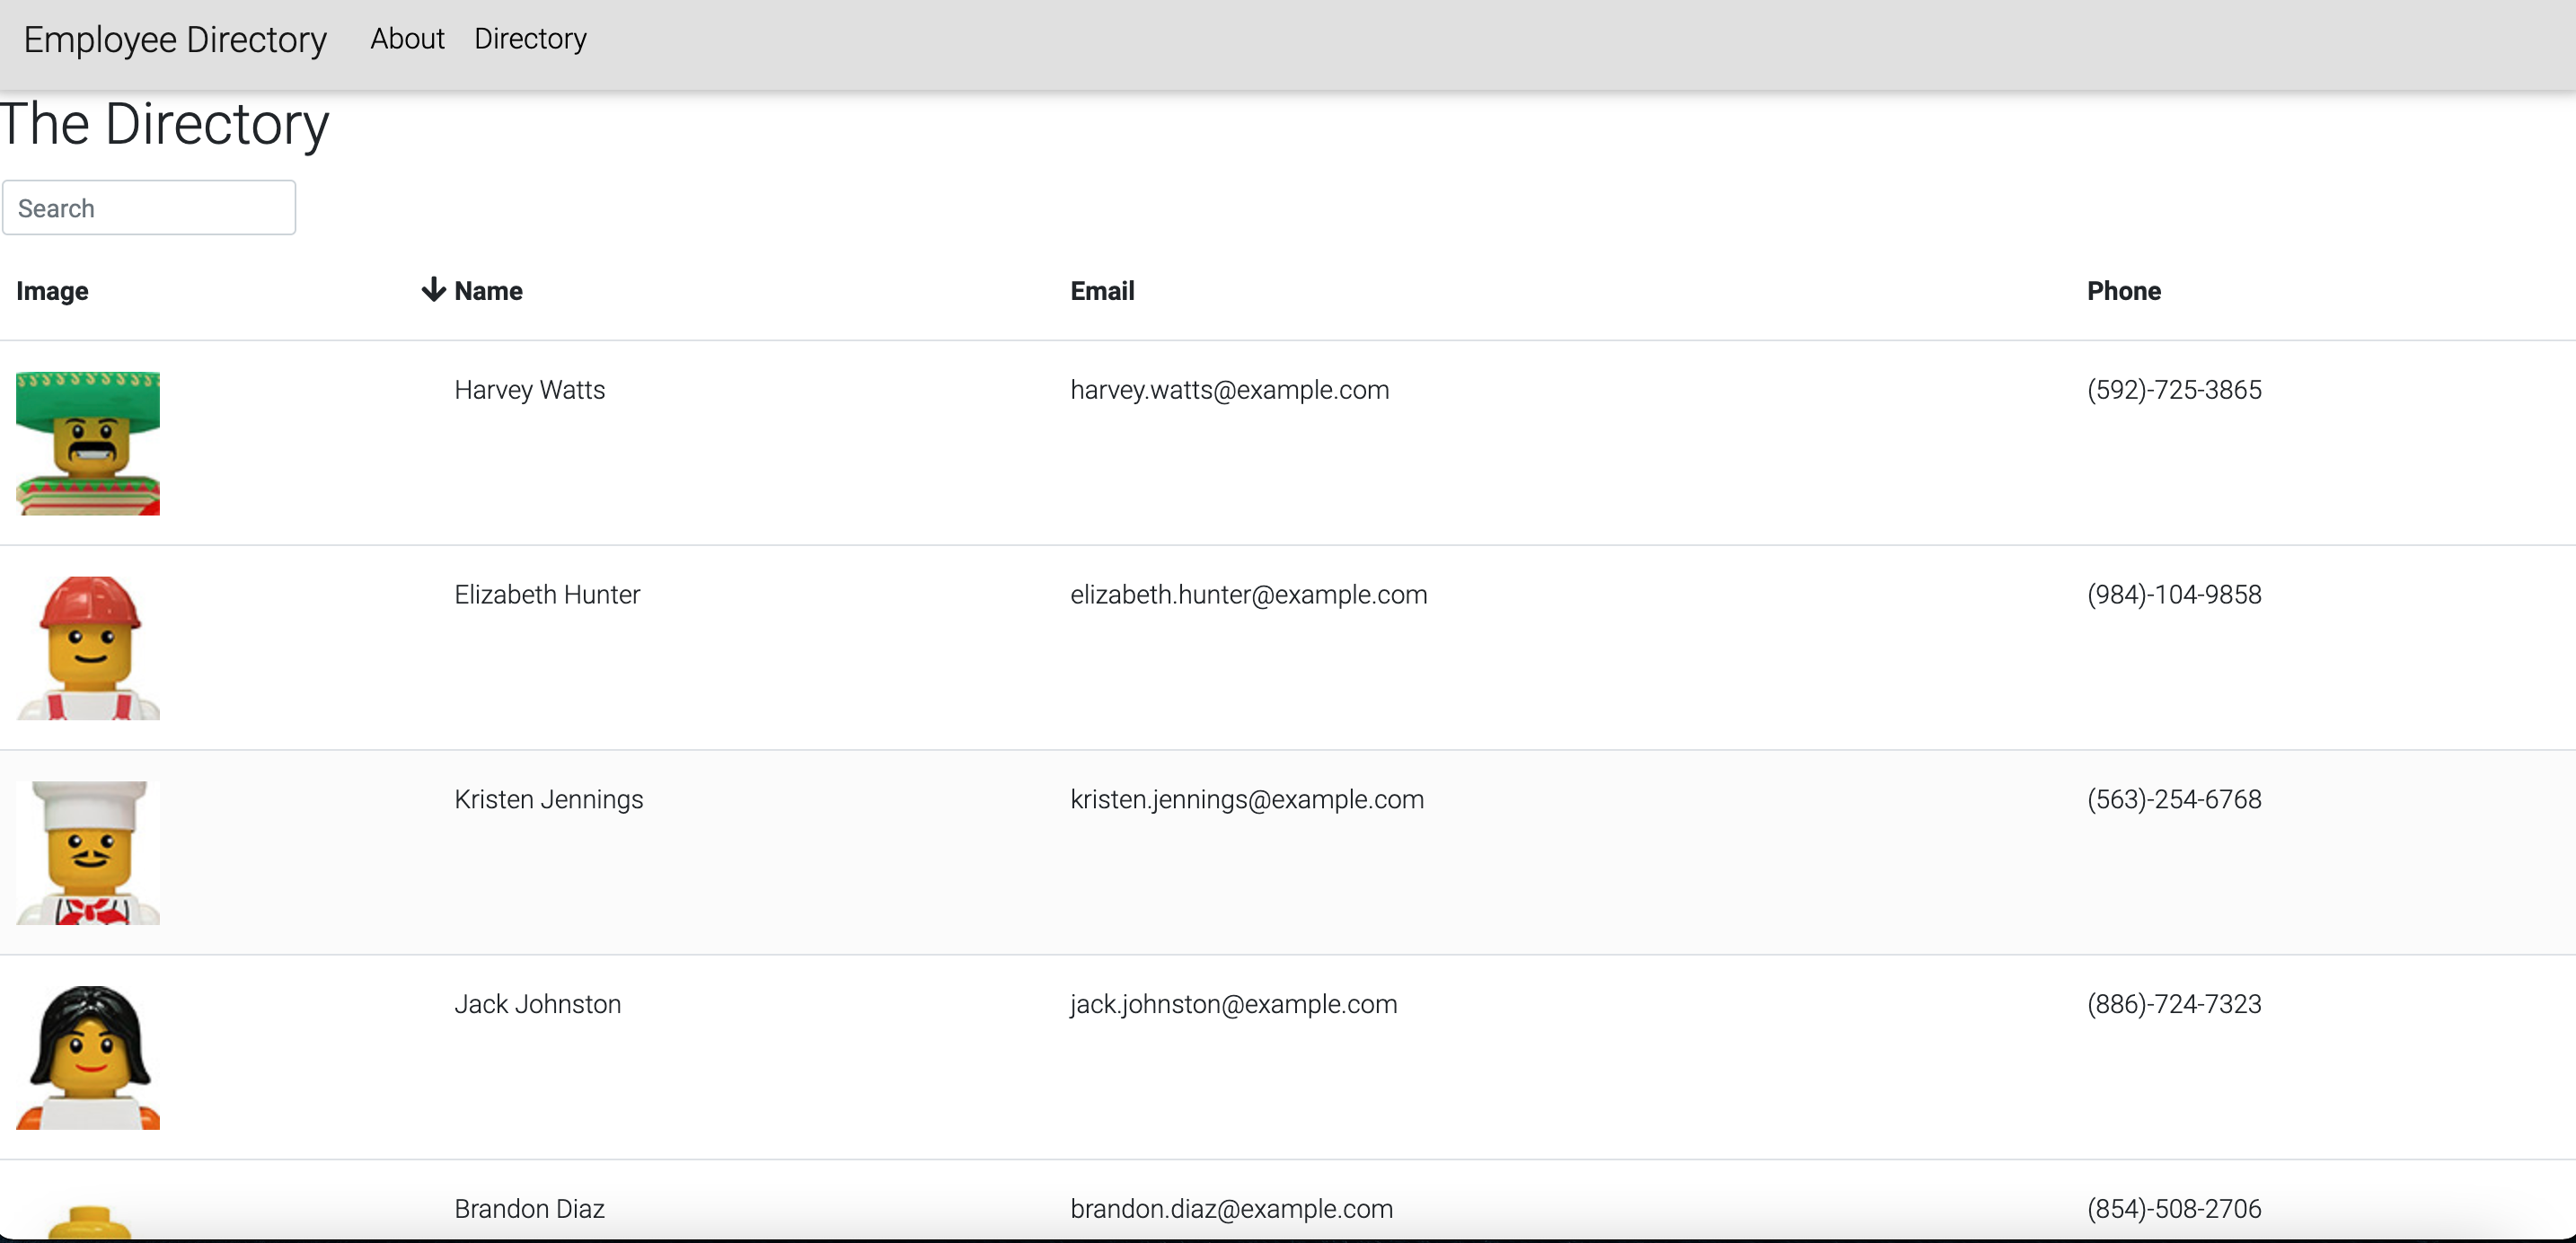 Employee Directory About Directory
The Directory
Search
Image Name Email Phone
Harvey Watts harvey.watts@example.com (592)-725-3865
Elizabeth Hunter elizabeth.hunter@example.com (984)-104-9858
Kristen Jennings kristen.jennings@example.com (563)-254-6768
Jack Johnston jack.johnston@example.com (886)-724-7323
Brandon Diaz brandon.diaz@example.com (854)-508-2706